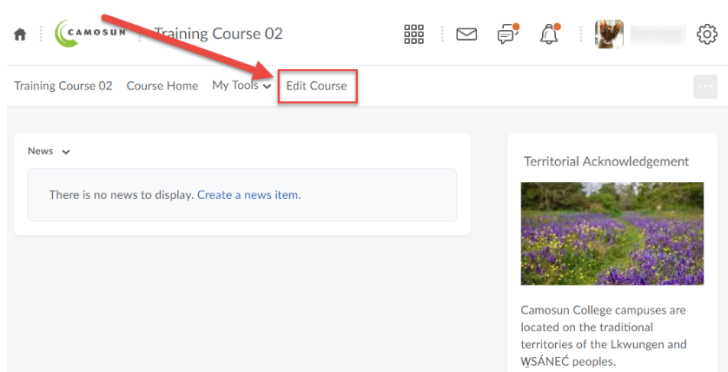 CAMOSUN Training Course 02
Training Course 02 Course Home My Tools Edit Course
News
There is no news to display. Create a news item.
Territorial Acknowledgement
Camosun College campuses are
located on the traditional
territories of the Lkwungen and
W̱SÁNEĆ peoples.